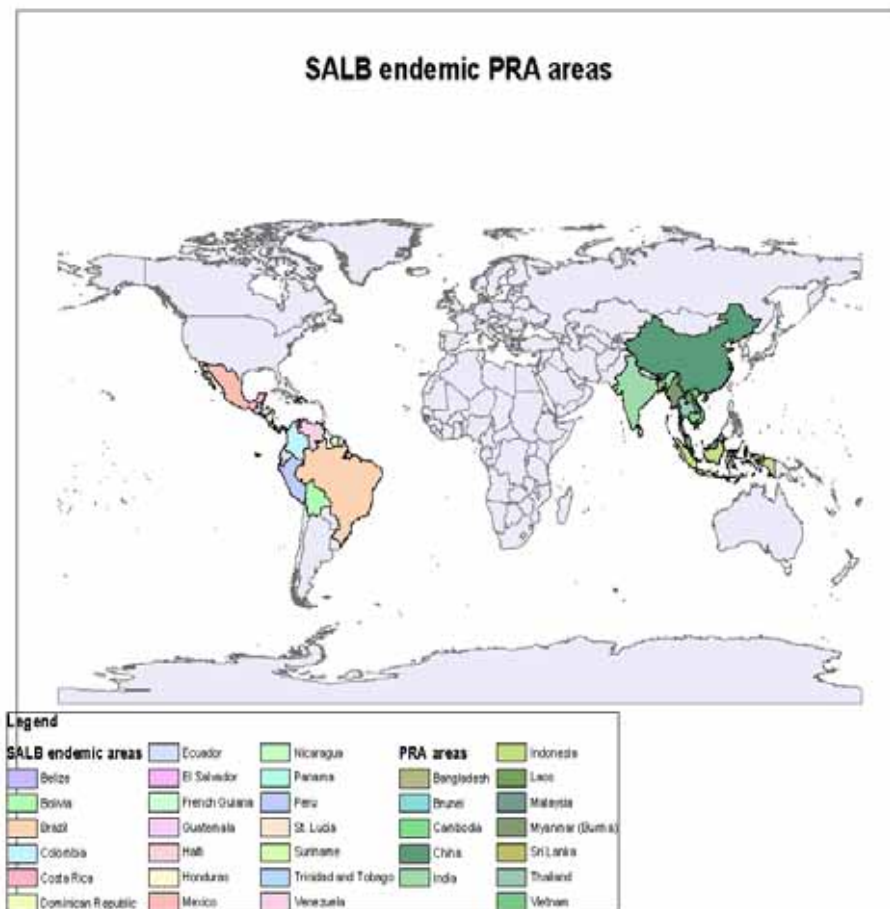 SALB endemic PRA areas
Legend
SALB endemic areas
Belize
Bolivia
Brazil
Colombia
Costa Rica
Dominican Republic
Ecuador
El Salvador
French Guiana
Guatemala
Haiti
Honduras
Mexico
Nicaragua
Panama
Peru
St. Lucia
Suriname
Trinidad and Tobago
Venezuela
PRA areas
Bangladesh
Brunei
Cambodia
China
India
Indonesia
Laos
Malaysia
Myanmar (Burma)
Sri Lanka
Thailand
Vietnam